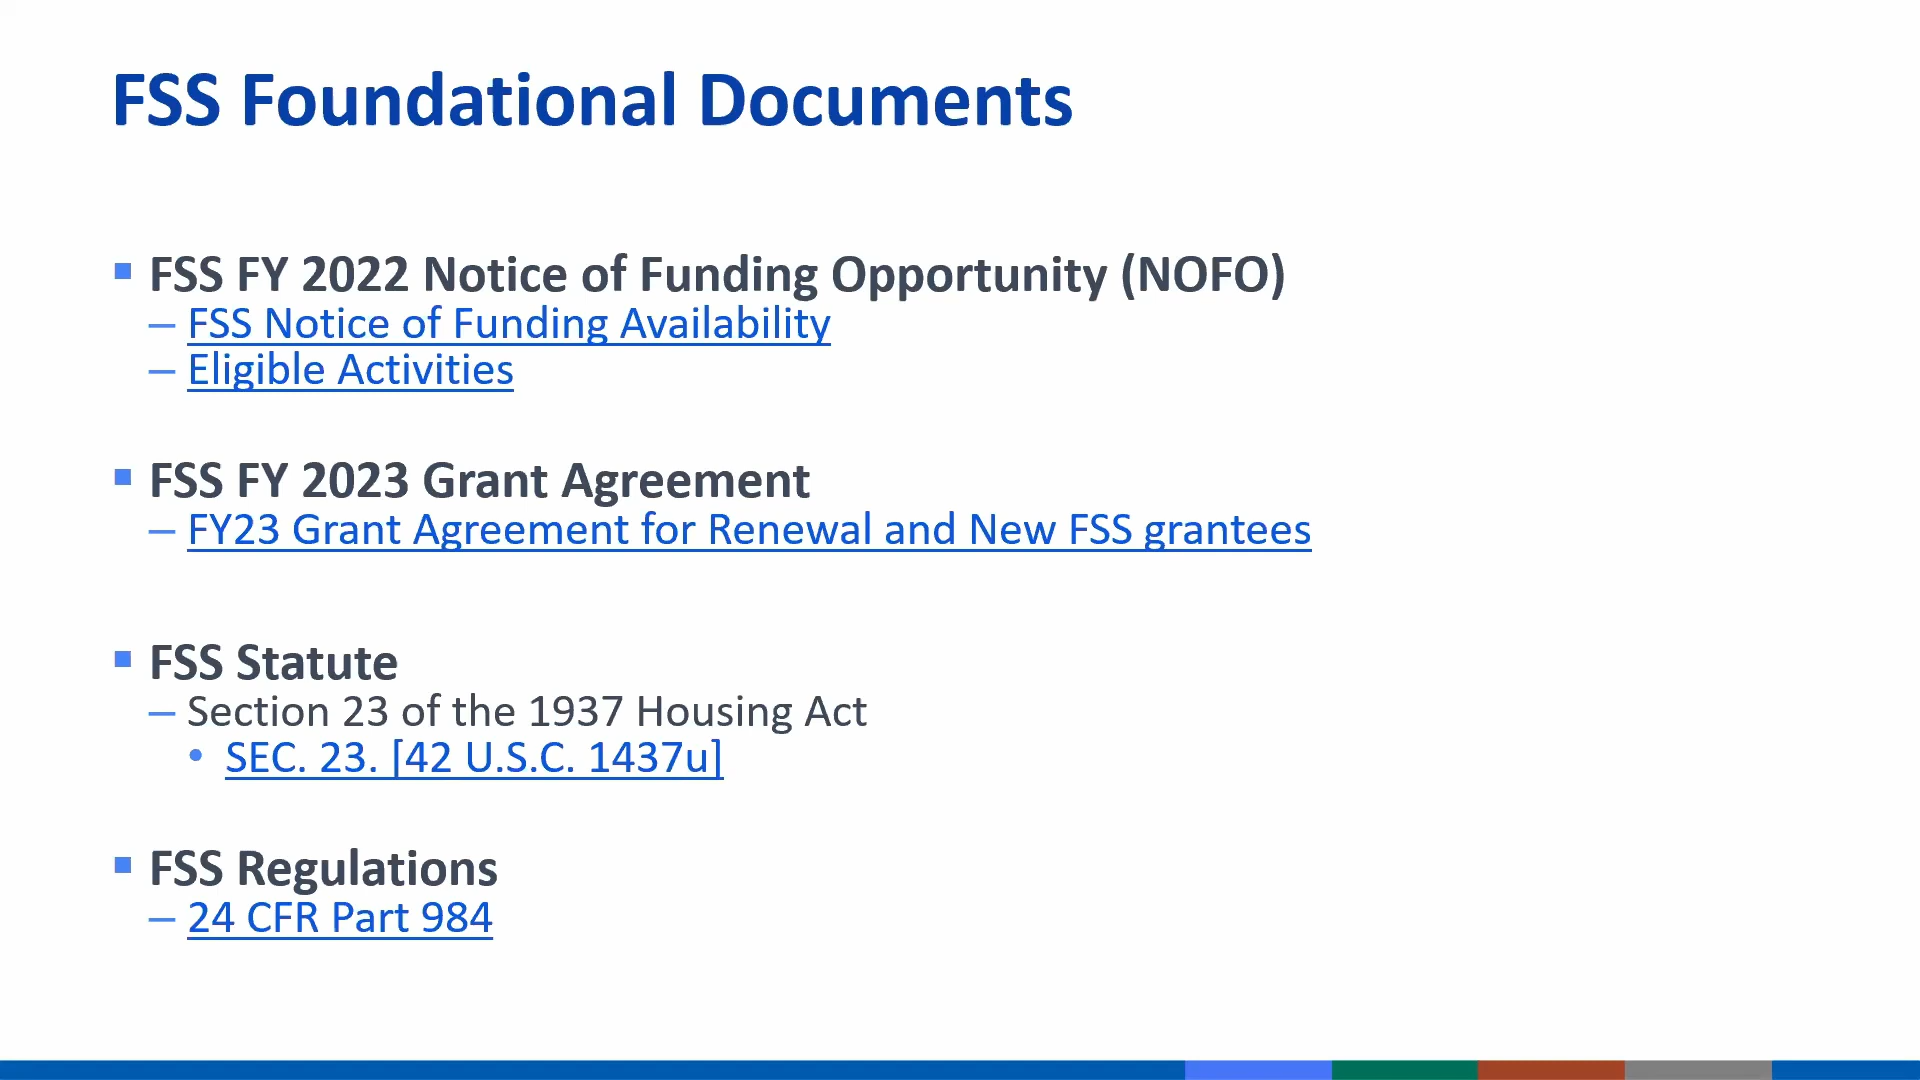 FSS Foundational Documents
▪ FSS FY 2022 Notice of Funding Opportunity (NOFO)
– FSS Notice of Funding Availability
– Eligible Activities
▪ FSS FY 2023 Grant Agreement
– FY23 Grant Agreement for Renewal and New FSS grantees
▪ FSS Statute
– Section 23 of the 1937 Housing Act
• SEC. 23. [42 U.S.C. 1437u]
▪ FSS Regulations
– 24 CFR Part 984